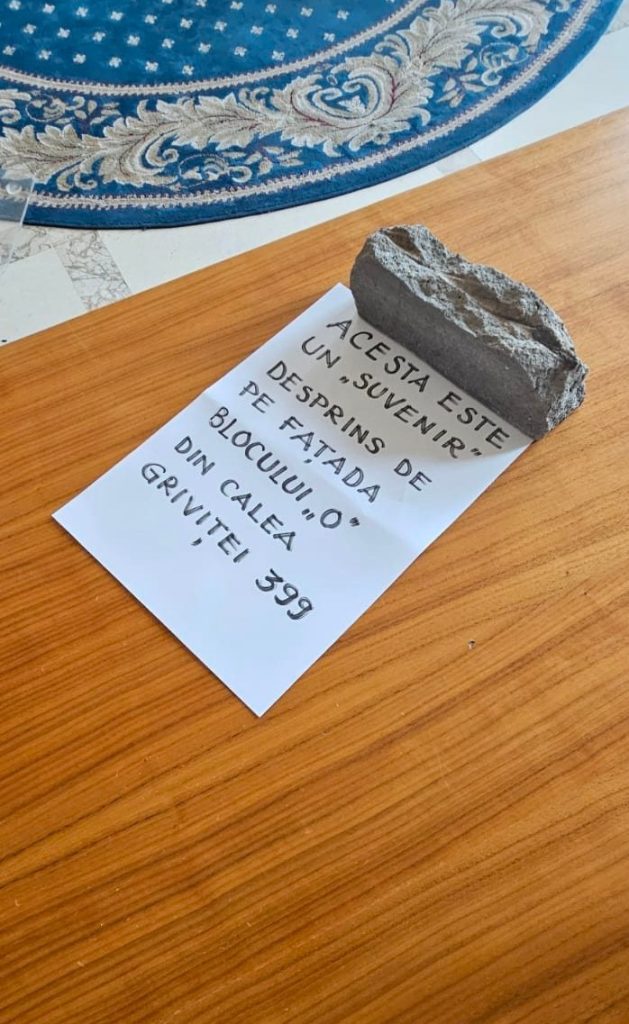 ACESTA ESTE
UN „SUVENIR”
DESPRINS DE
PE FAȚADA
BLOCULUI „O”
DIN CALEA
GRIVIȚEI 399